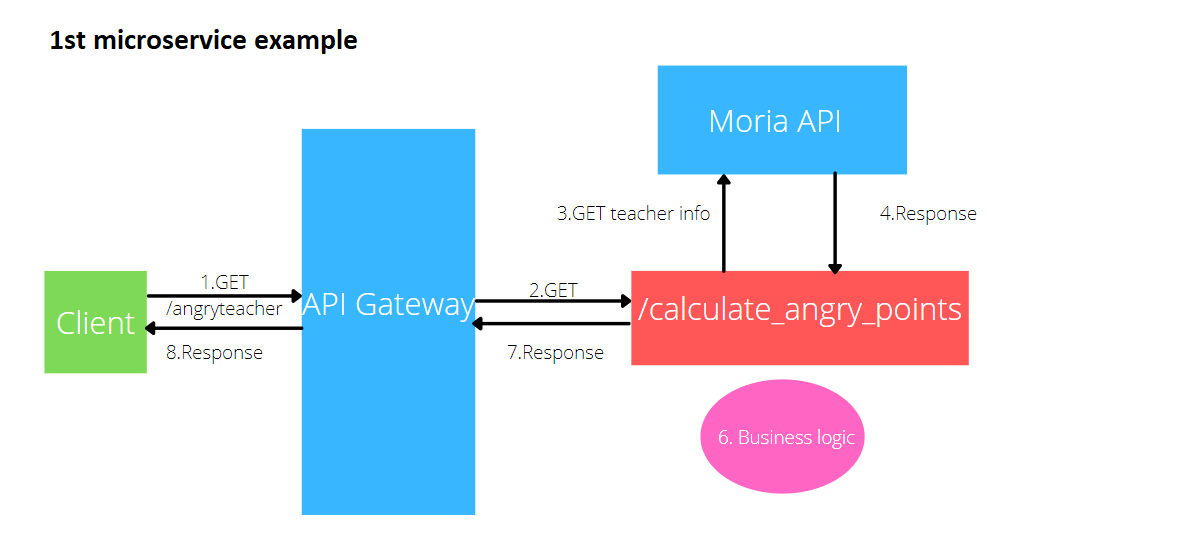 1st microservice example
Moria API
3.GET teacher info
4.Response
1.GET
/angryteacher
Client
8.Response
API Gateway
2.GET
7.Response
/calculate_angry_points
6. Business logic